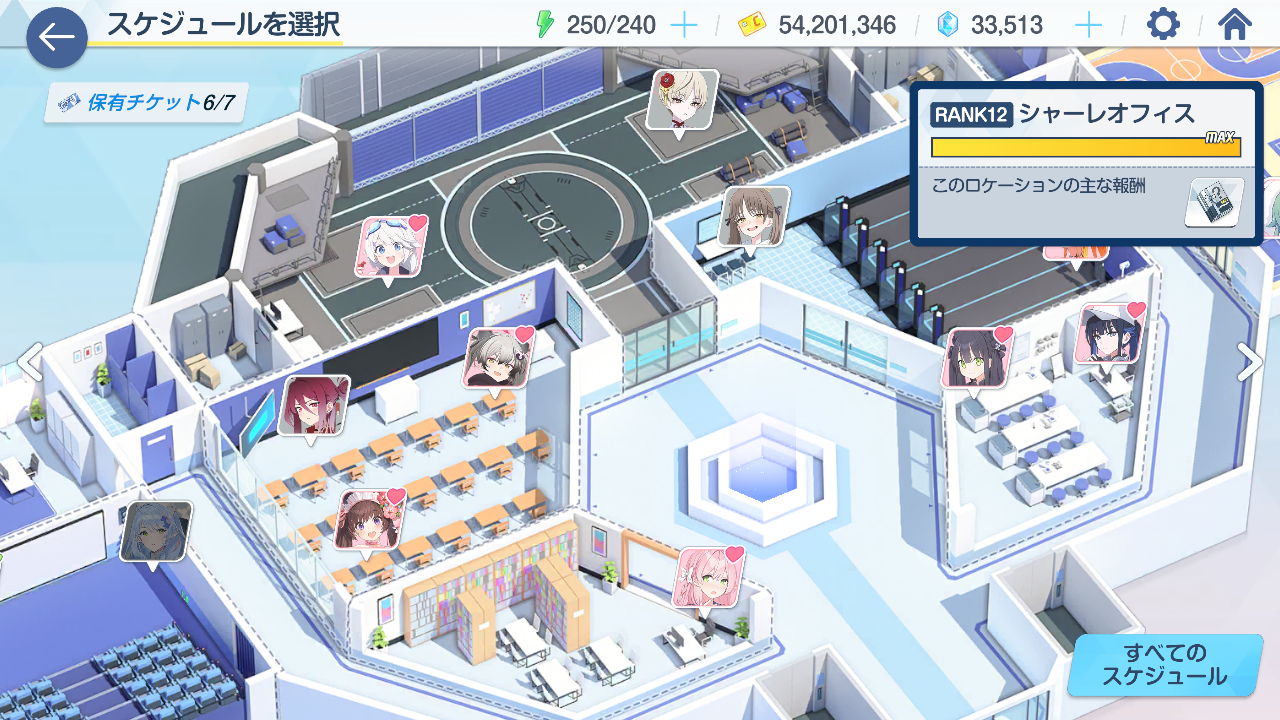 スケジュールを選択
250/240
54,201,346
33,513
保有チケット6/7
RANK12 シャーレオフィス
MAX
このロケーションの主な報酬
すべての
スケジュール